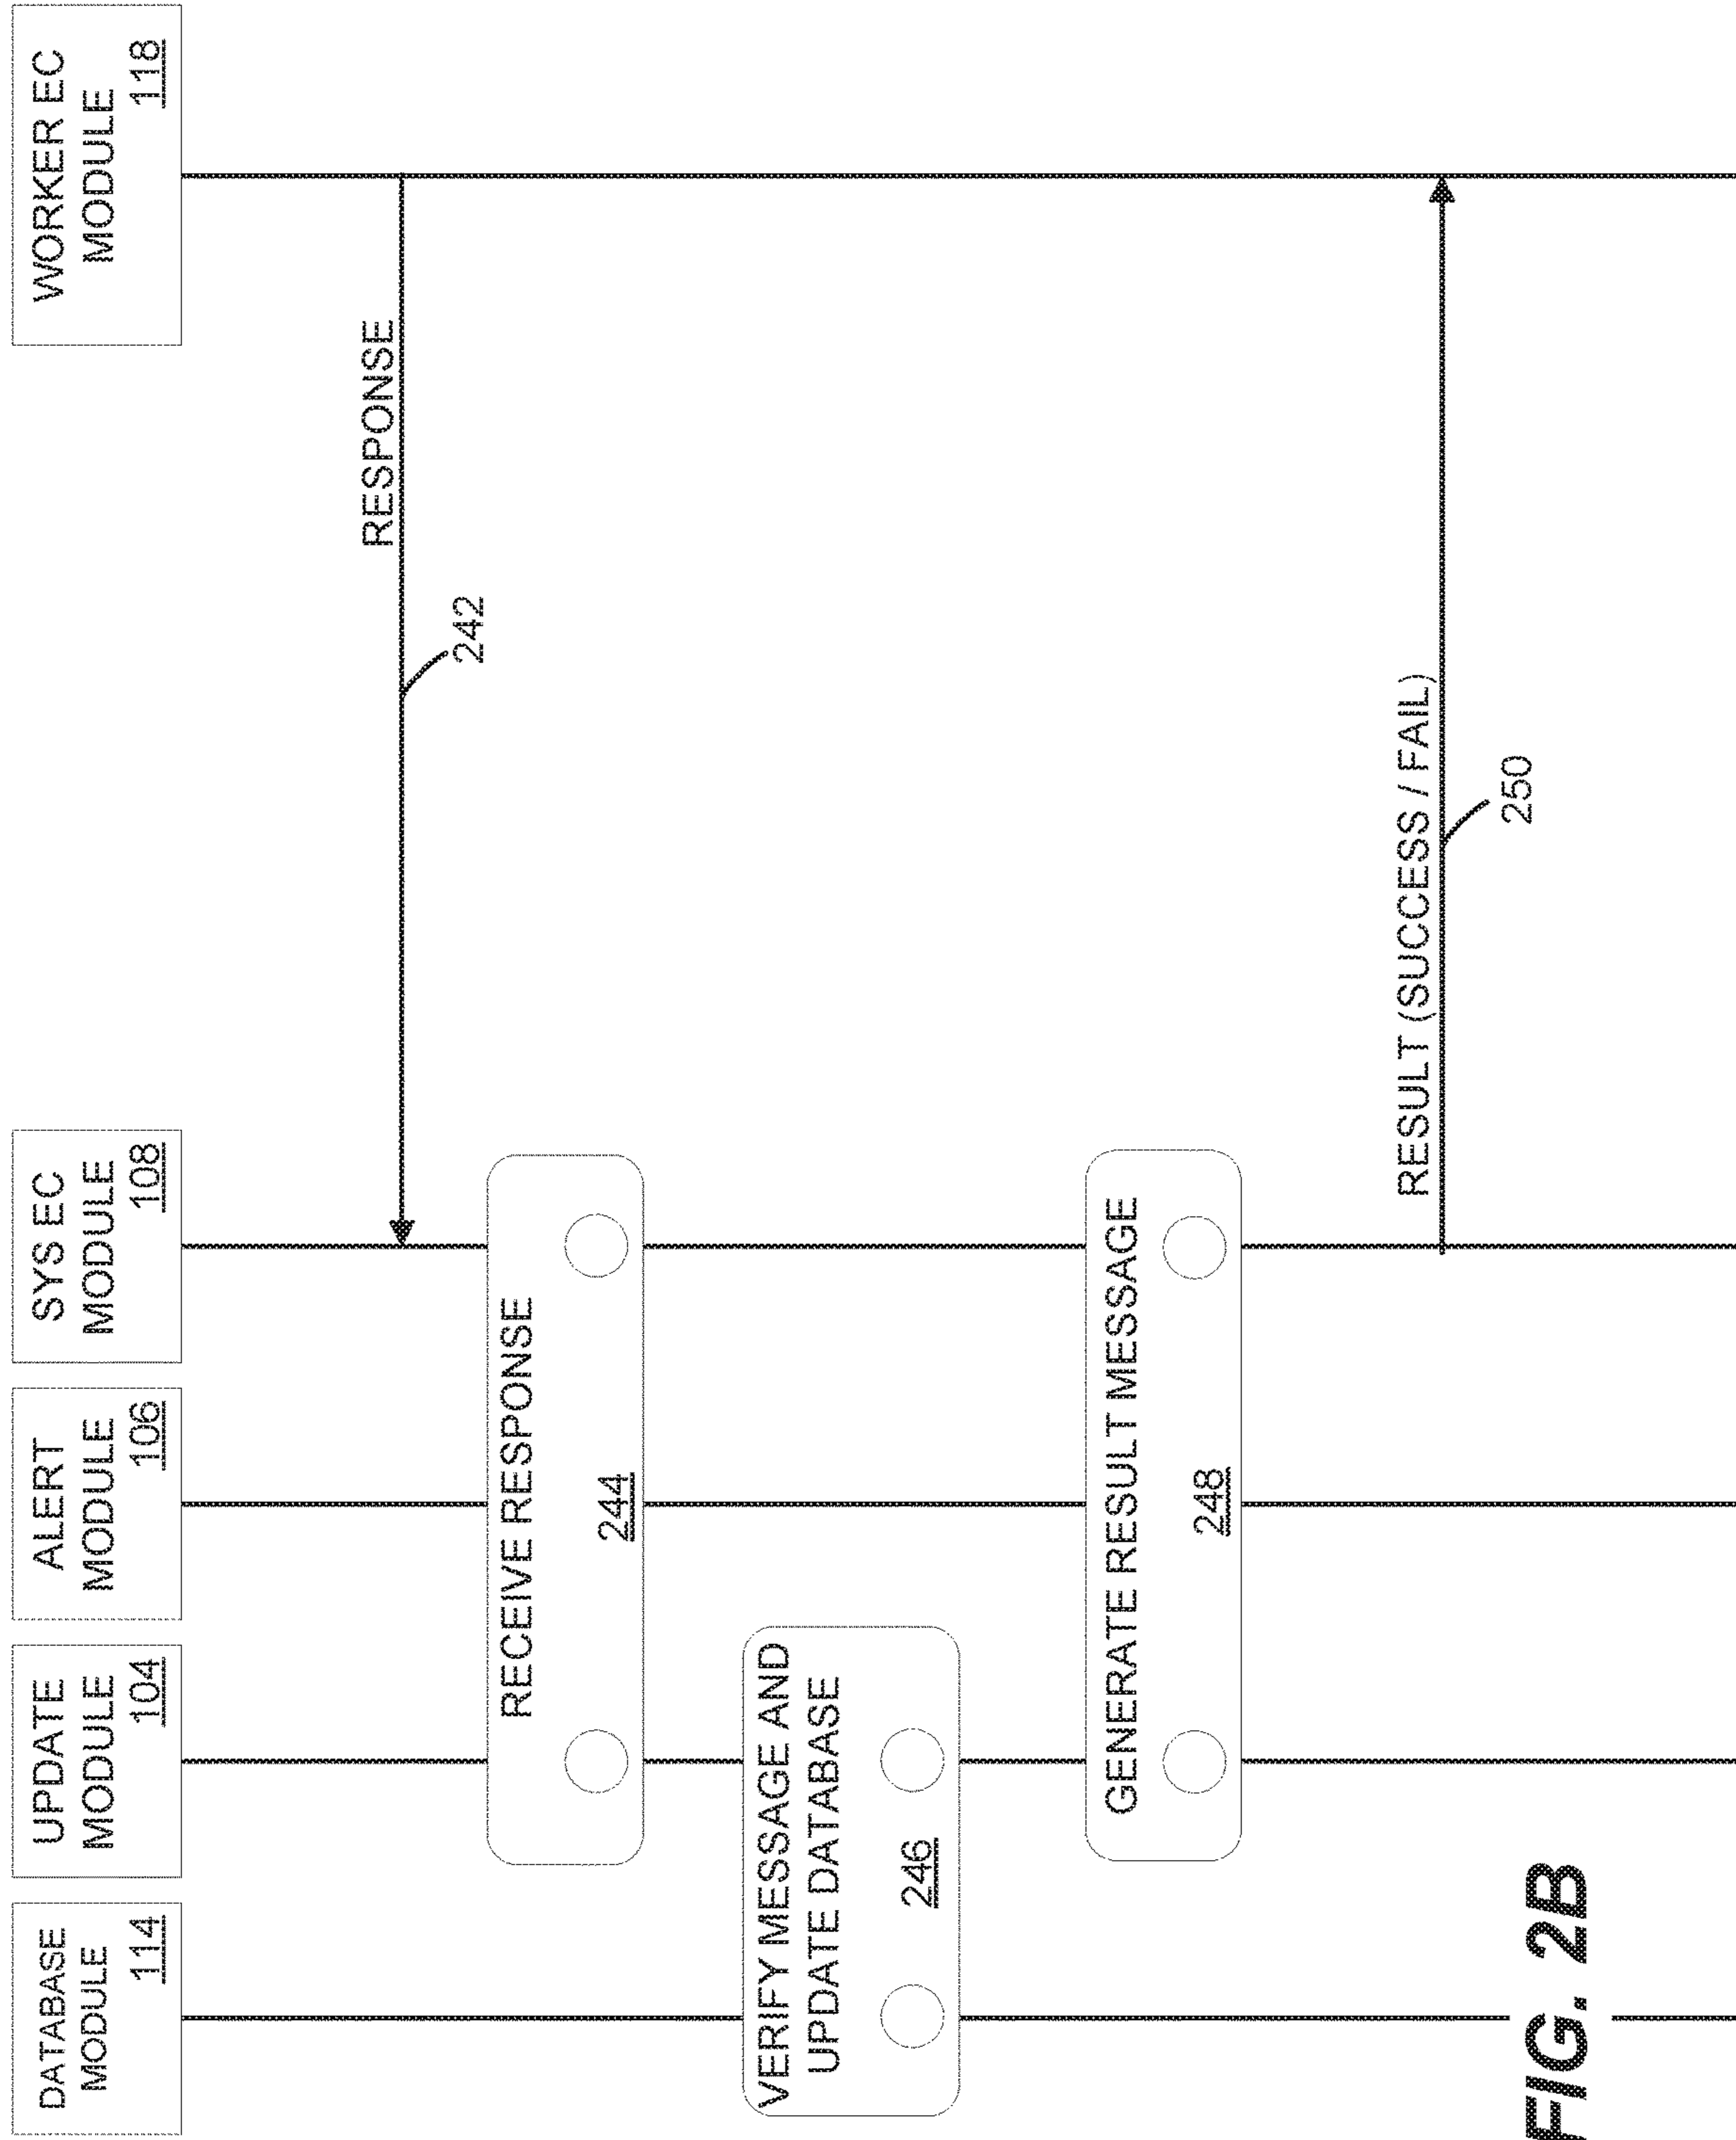 DATABASE
MODULE
114
UPDATE
MODULE
104
ALERT
MODULE
106
SYS EC
MODULE
108
WORKER EC
MODULE
118
RESPONSE
242
RECEIVE RESPONSE
244
VERIFY MESSAGE AND
UPDATE DATABASE
246
GENERATE RESULT MESSAGE
248
RESULT (SUCCESS / FAIL)
250
FIG. 2B